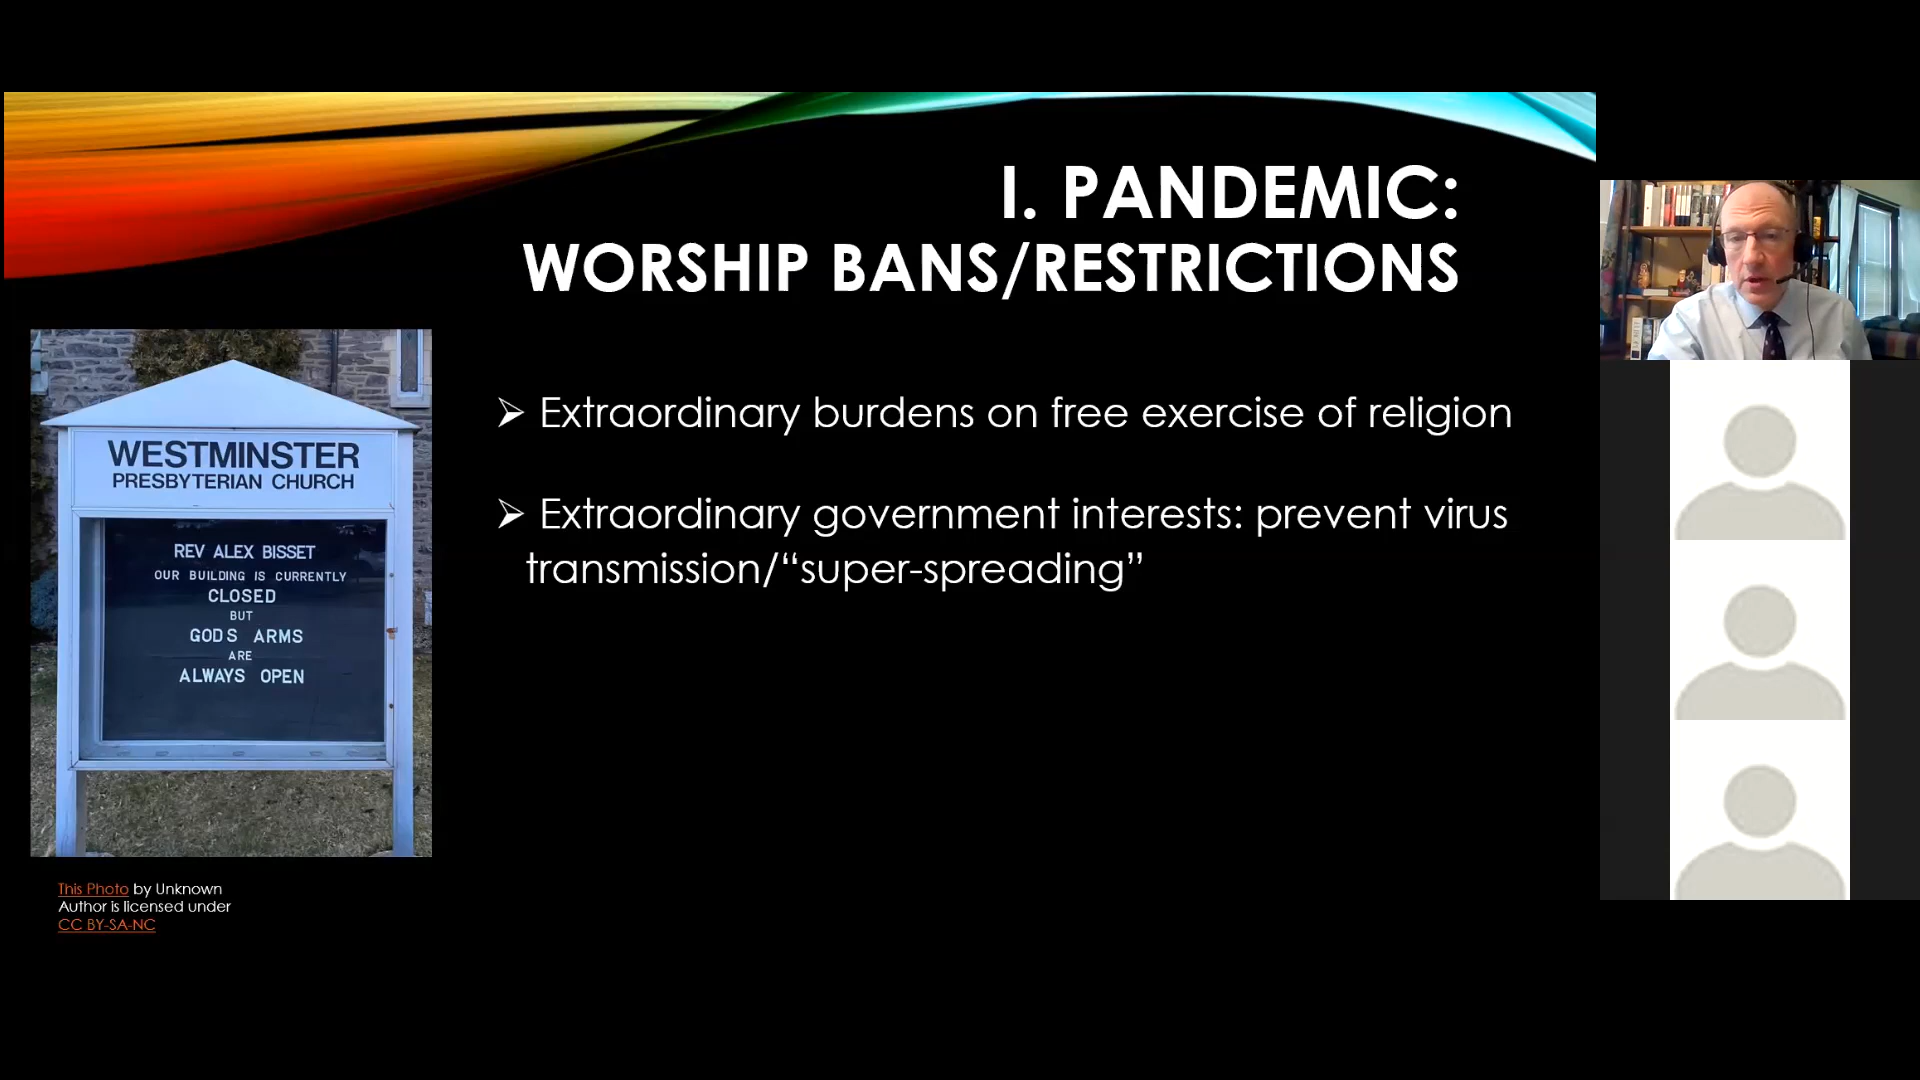 I. PANDEMIC:
WORSHIP BANS/RESTRICTIONS
➢ Extraordinary burdens on free exercise of religion
➢ Extraordinary government interests: prevent virus
transmission/“super-spreading”
WESTMINSTER
PRESBYTERIAN CHURCH
REV ALEX BISSET
OUR BUILDING IS CURRENTLY
CLOSED
BUT
GODS ARMS
ARE
ALWAYS OPEN
This Photo by Unknown
Author is licensed under
CC BY-SA-NC